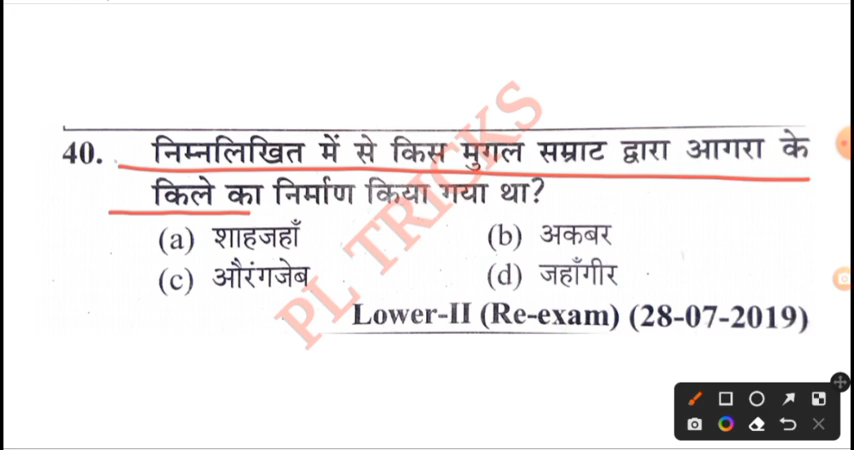 40. निम्नलिखित में से किस मुगल सम्राट द्वारा आगरा के
किले का निर्माण किया गया था?
(a) शाहजहाँ (b) अकबर
(c) औरंगजेब (d) जहाँगीर
Lower-II (Re-exam) (28-07-2019)
PL TRICKS